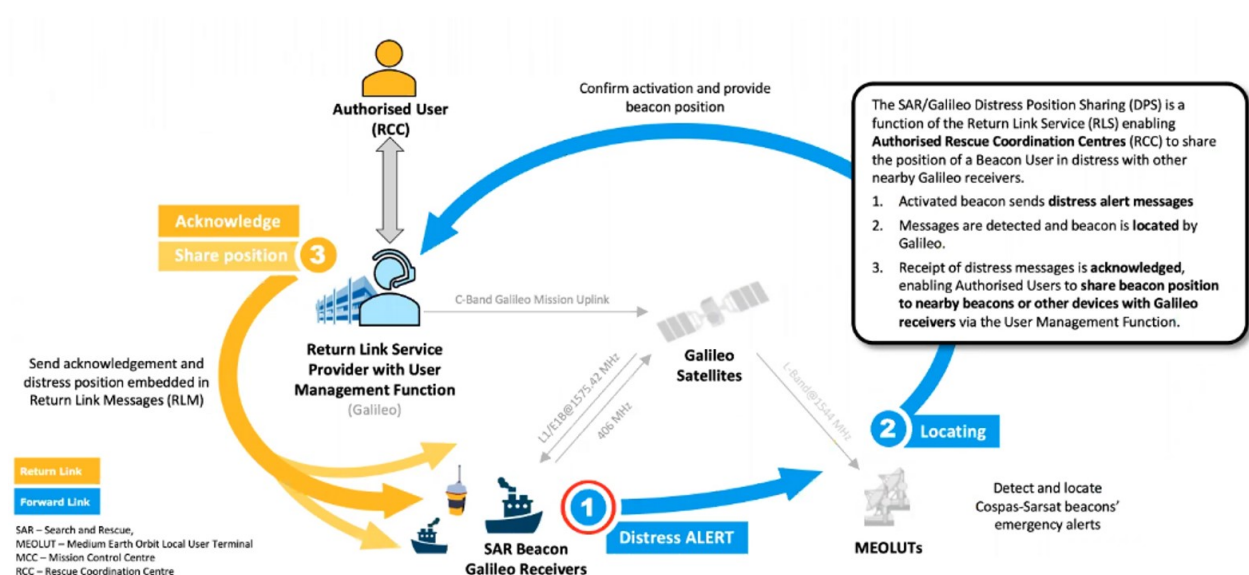 Authorised User
(RCC)
Confirm activation and provide
beacon position
The SAR/Galileo Distress Position Sharing (DPS) is a
function of the Return Link Service (RLS) enabling
Authorised Rescue Coordination Centres (RCC) to share
the position of a Beacon User in distress with other
nearby Galileo receivers.
1. Activated beacon sends distress alert messages
2. Messages are detected and beacon is located by
Galileo.
3. Receipt of distress messages is acknowledged,
enabling Authorised Users to share beacon position
to nearby beacons or other devices with Galileo
receivers via the User Management Function.
Acknowledge
Share position
3
C-Band Galileo Mission Uplink
Return Link Service
Provider with User
Management Function
(Galileo)
Galileo
Satellites
Send acknowledgement and
distress position embedded in
Return Link Messages (RLM)
L1/E1B@1575.42 MHz
406 MHz
L-Band@1544 MHz
2
Locating
Return Link
Forward Link
1
Distress ALERT
SAR Beacon
Galileo Receivers
MEOLUTs
Detect and locate
Cospas-Sarsat beacons'
emergency alerts
SAR – Search and Rescue,
MEOLUT – Medium Earth Orbit Local User Terminal
MCC – Mission Control Centre
RCC – Rescue Coordination Centre